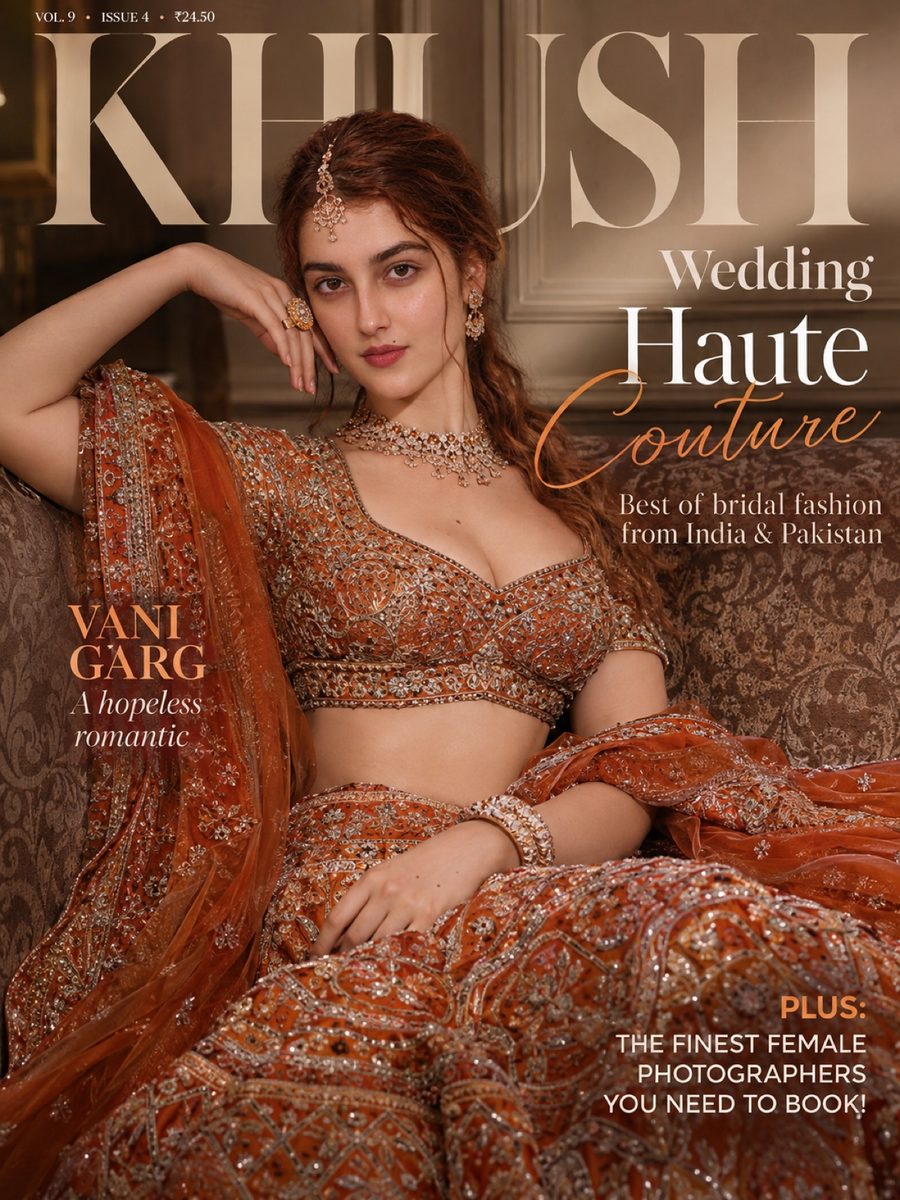 VOL. 9 • ISSUE 4 • ₹24.50
KHUSH
Wedding
Haute
Couture
Best of bridal fashion
from India & Pakistan
VANI
GARG
A hopeless
romantic
PLUS:
THE FINEST FEMALE
PHOTOGRAPHERS
YOU NEED TO BOOK!